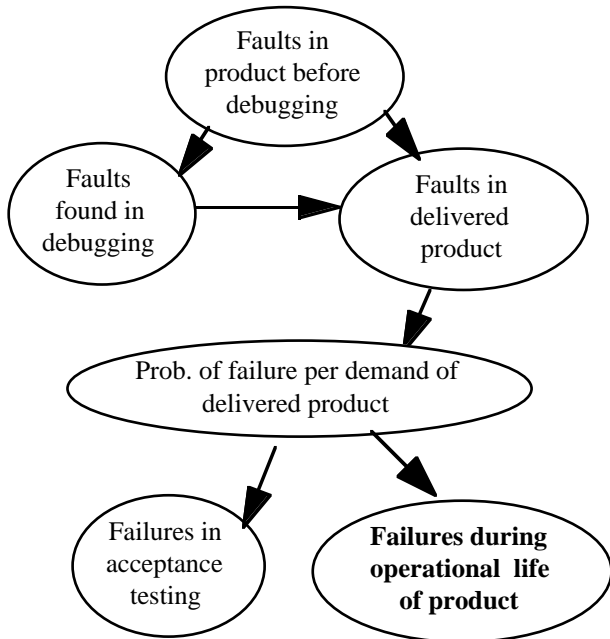 Faults in
product before
debugging
Faults
found in
debugging
Faults in
delivered
product
Prob. of failure per demand of
delivered product
Failures in
acceptance
testing
Failures during
operational life
of product